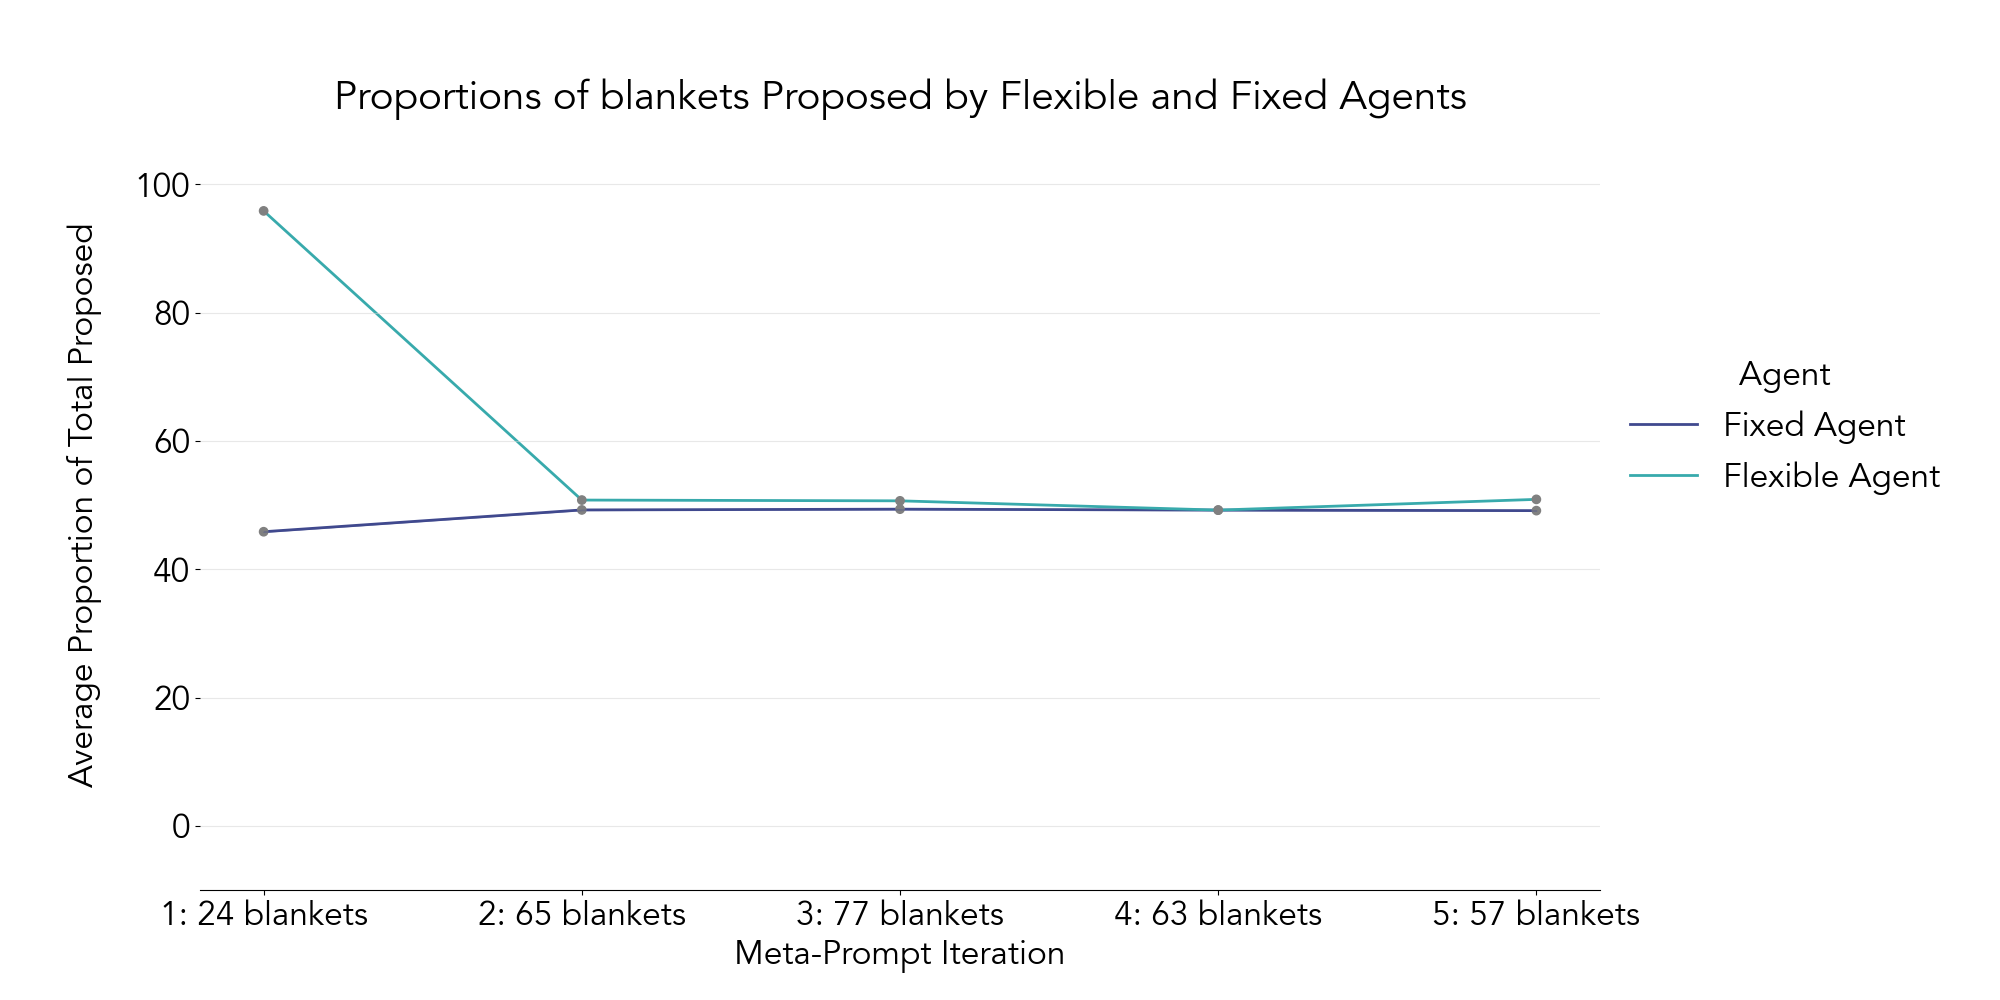 Proportions of blankets Proposed by Flexible and Fixed Agents
Average Proportion of Total Proposed
100
80
60
40
20
0
1: 24 blankets
2: 65 blankets
3: 77 blankets
4: 63 blankets
5: 57 blankets
Meta-Prompt Iteration
Agent
Fixed Agent
Flexible Agent